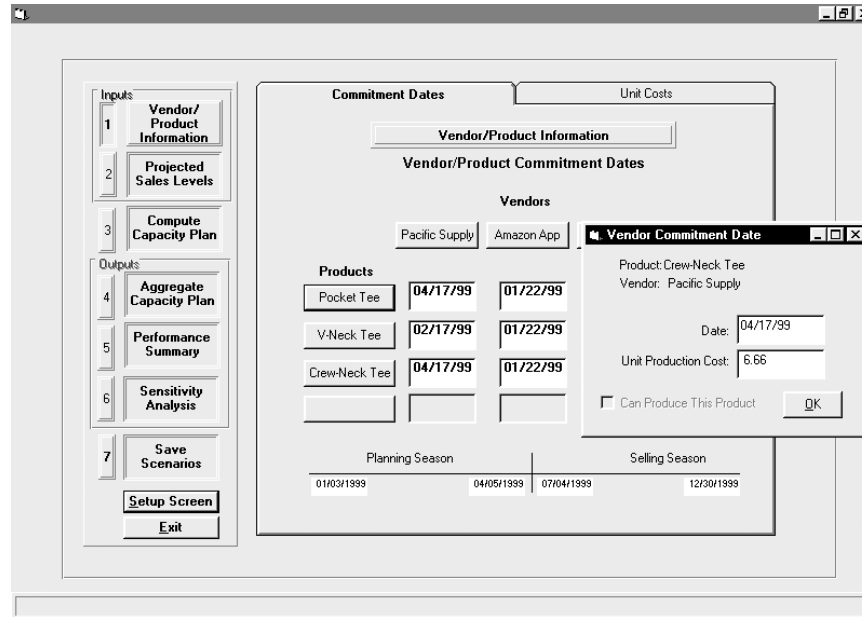 Inputs
1
Vendor/
Product
Information
2
Projected
Sales Levels
3
Compute
Capacity Plan
Outputs
4
Aggregate
Capacity Plan
5
Performance
Summary
6
Sensitivity
Analysis
7
Save
Scenarios
Setup Screen
Exit
Commitment Dates
Unit Costs
Vendor/Product Information
Vendor/Product Commitment Dates
Vendors
Pacific Supply Amazon App
Products
Pocket Tee 04/17/99 01/22/99
V-Neck Tee 02/17/99 01/22/99
Crew-Neck Tee 04/17/99 01/22/99
Planning Season Selling Season
01/03/1999 04/05/1999 07/04/1999 12/30/1999
Vendor Commitment Date
Product: Crew-Neck Tee
Vendor: Pacific Supply
Date: 04/17/99
Unit Production Cost: 6.66
Can Produce This Product
OK